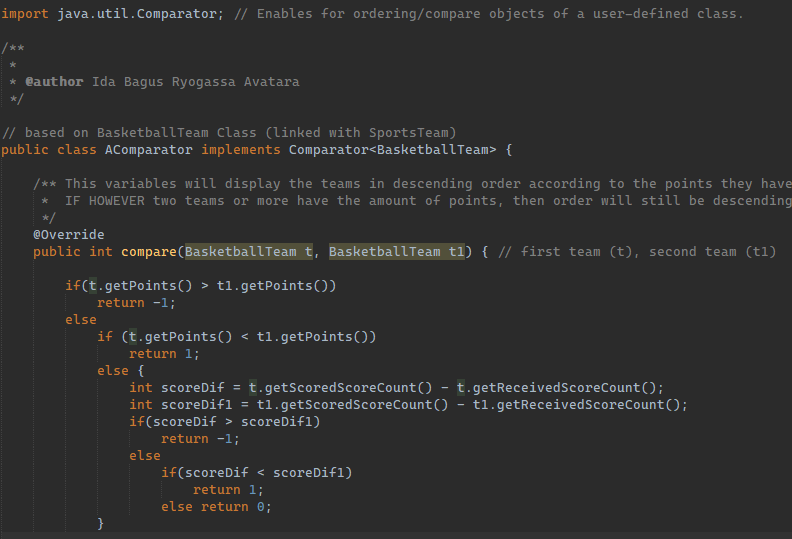 import java.util.Comparator; // Enables for ordering/compare objects of a user-defined class.
/**
*
* @author Ida Bagus Ryogassa Avatara
*/
// based on BasketballTeam Class (linked with SportsTeam)
public class AComparator implements Comparator<BasketballTeam> {
/** This variables will display the teams in descending order according to the points they have
* IF HOWEVER two teams or more have the amount of points, then order will still be descending
*/
@Override
public int compare(BasketballTeam t, BasketballTeam t1) { // first team (t), second team (t1)
if(t.getPoints() > t1.getPoints())
return -1;
else
if (t.getPoints() < t1.getPoints())
return 1;
else {
int scoreDif = t.getScoredScoreCount() - t.getReceivedScoreCount();
int scoreDif1 = t1.getScoredScoreCount() - t1.getReceivedScoreCount();
if(scoreDif > scoreDif1)
return -1;
else
if(scoreDif < scoreDif1)
return 1;
else return 0;
}